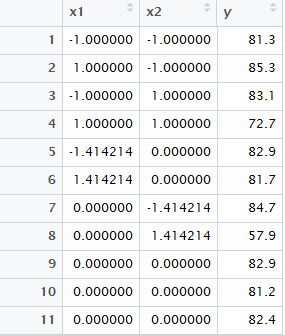 x1 x2 y
1 -1.000000 -1.000000 81.3
2 1.000000 -1.000000 85.3
3 -1.000000 1.000000 83.1
4 1.000000 1.000000 72.7
5 -1.414214 0.000000 82.9
6 1.414214 0.000000 81.7
7 0.000000 -1.414214 84.7
8 0.000000 1.414214 57.9
9 0.000000 0.000000 82.9
10 0.000000 0.000000 81.2
11 0.000000 0.000000 82.4